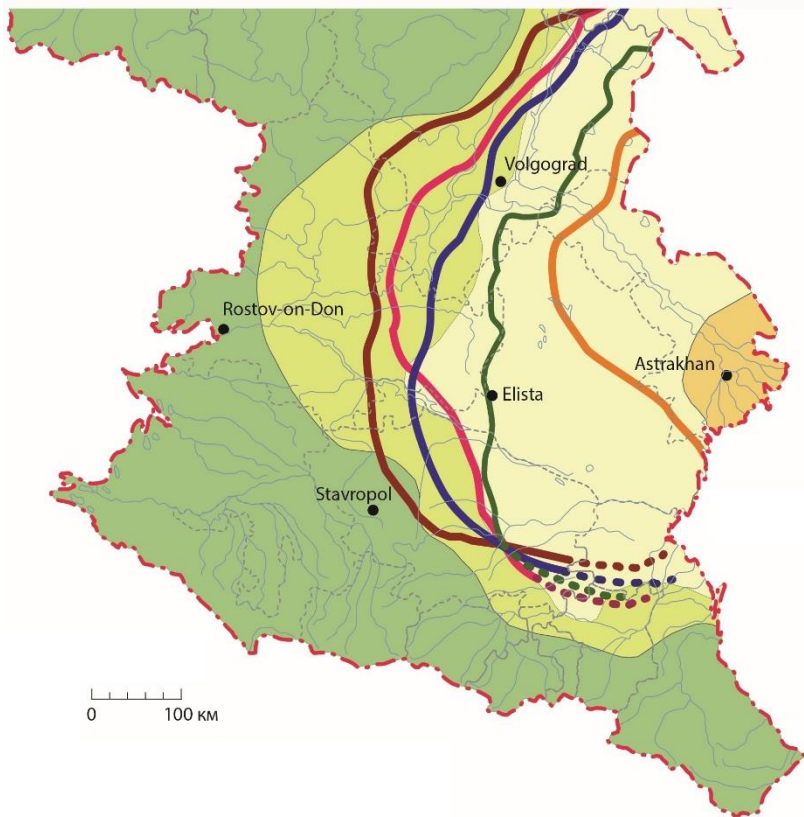 Volgograd
Rostov-on-Don
Astrakhan
Elista
Stavropol
0 100 км